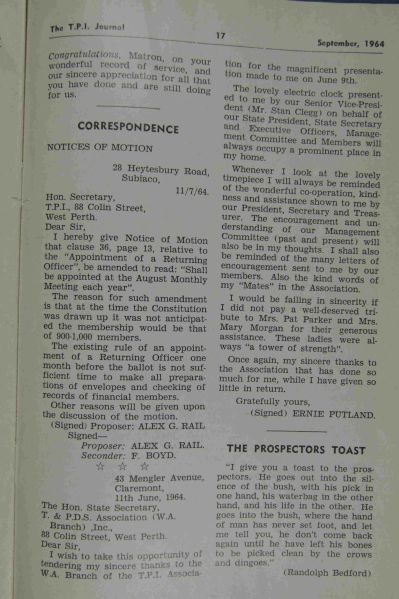 The T.P.I. Journal
17
September, 1964
Congratulations, Matron, on your
wonderful record of service, and
our sincere appreciation for all that
you have done and are still doing
for us.
CORRESPONDENCE
NOTICES OF MOTION
28 Heytesbury Road,
Subiaco,
11/7/64.
Hon. Secretary,
T.P.I., 88 Colin Street,
West Perth.
Dear Sir,
I hereby give Notice of Motion
that clause 36, page 13, relative to
the "Appointment of a Returning
Officer", be amended to read: "Shall
be appointed at the August Monthly
Meeting each year".
The reason for such amendment
is that at the time the Constitution
was drawn up it was not anticipat-
ed the membership would be that
of 900-1,000 members.
The existing rule of an appoint-
ment of a Returning Officer one
month before the ballot is not suf-
ficient time to make all prepara-
tions of envelopes and checking of
records of financial members.
Other reasons will be given upon
the discussion of the motion.
(Signed) Proposer: ALEX G. RAIL
Signed—
Proposer: ALEX G. RAIL.
Seconder: F. BOYD.
☆ ☆ ☆
43 Mengler Avenue,
Claremont,
11th June, 1964.
The Hon. State Secretary,
T. & P.D.S. Association (W.A.
Branch) ,Inc.,
88 Colin Street, West Perth.
Dear Sir,
I wish to take this opportunity of
tendering my sincere thanks to the
W.A. Branch of the T.P.I. Associa-
tion for the magnificent presenta-
tion made to me on June 9th.
The lovely electric clock present-
ed to me by our Senior Vice-Presi-
dent (Mr. Stan Clegg) on behalf of
our State President, State Secretary
and Executive Officers, Manage-
ment Committee and Members will
always occupy a prominent place in
my home.
Whenever I look at the lovely
timepiece I will always be reminded
of the wonderful co-operation, kind-
ness and assistance shown to me by
our President, Secretary and Treas-
urer. The encouragement and un-
derstanding of our Management
Committee (past and present) will
also be in my thoughts. I shall also
be reminded of the many letters of
encouragement sent to me by our
members. Also the kind words of
my "Mates" in the Association.
I would be failing in sincerity if
I did not pay a well-deserved tri-
bute to Mrs. Pat Parker and Mrs.
Mary Morgan for their generous
assistance. These ladies were al-
ways "a tower of strength".
Once again, my sincere thanks to
the Association that has done so
much for me, while I have given so
little in return.
Gratefully yours,
(Signed) ERNIE PUTLAND.
THE PROSPECTORS TOAST
"I give you a toast to the pros-
pectors. He goes out into the sil-
ence of the bush, with his pick in
one hand, his waterbag in the other
hand, and his life in the other. He
goes into the bush, where the hand
of man has never set foot, and let
me tell you, he don't come back
again until he have left his bones
to be picked clean by the crows
and dingoes."
(Randolph Bedford)